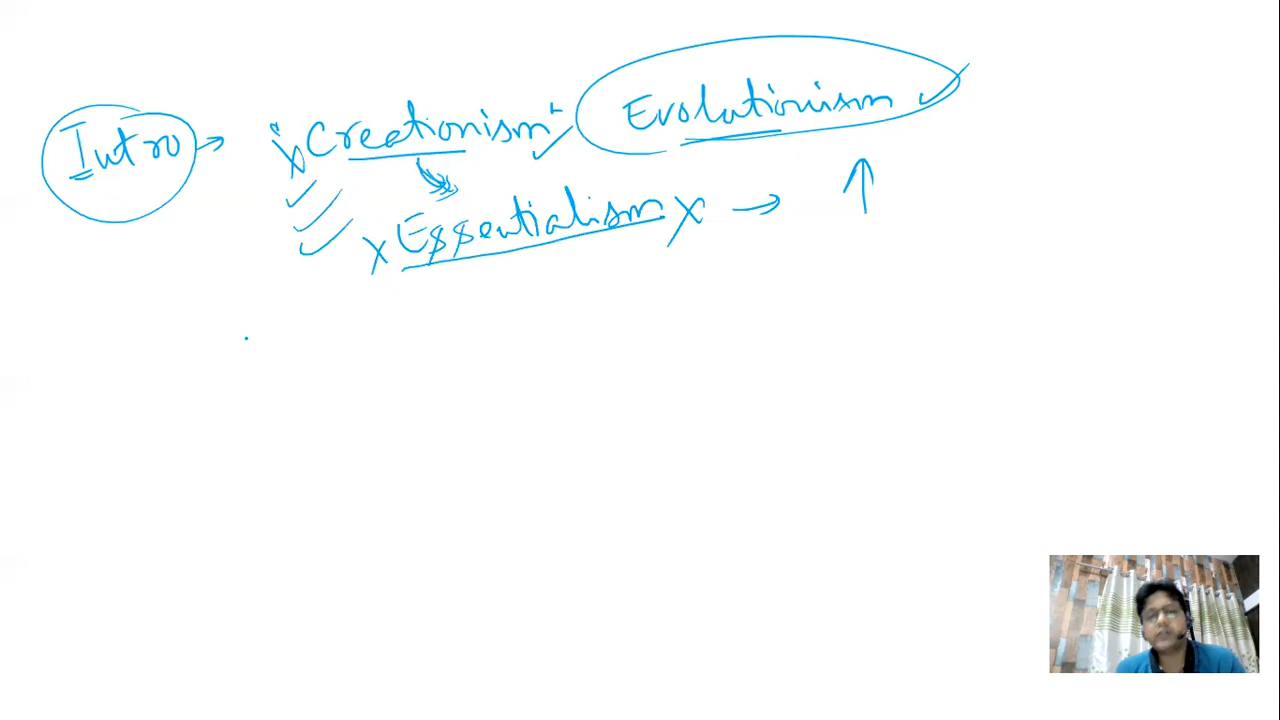 Intro → Creationism Evolutionism
Essentialism →